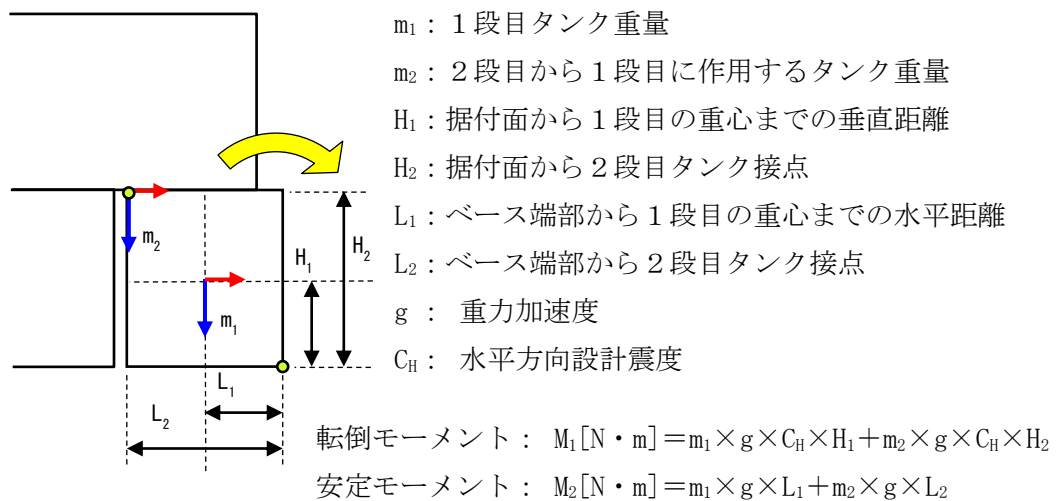 m₁：１段目タンク重量
m₂：２段目から１段目に作用するタンク重量
H₁：据付面から１段目の重心までの垂直距離
H₂：据付面から２段目タンク接点
L₁：ベース端部から１段目の重心までの水平距離
L₂：ベース端部から２段目タンク接点
g ： 重力加速度
C_H： 水平方向設計震度
m₂
H₁
H₂
m₁
L₁
L₂
転倒モーメント： M₁[N・m]＝m₁×g×C_H×H₁＋m₂×g×C_H×H₂
安定モーメント： M₂[N・m]＝m₁×g×L₁＋m₂×g×L₂